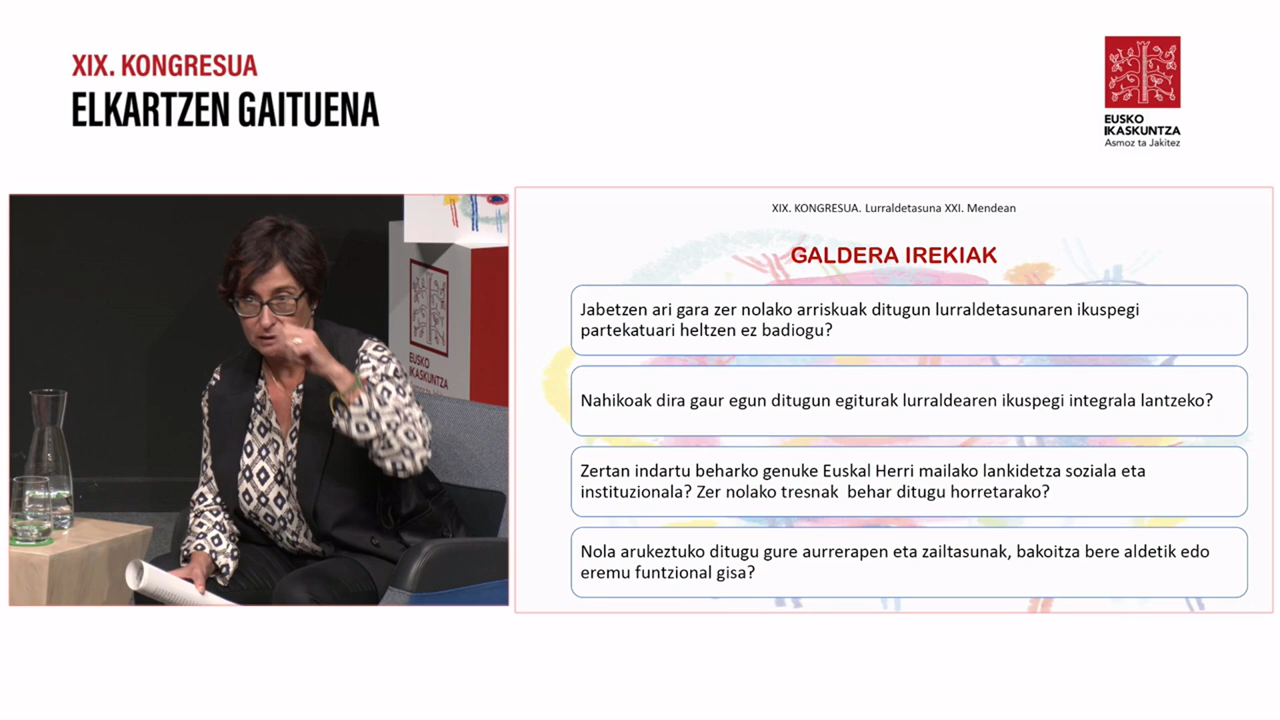 XIX. KONGRESUA
ELKARTZEN GAITUENA
EUSKO
IKASKUNTZA
Asmoz ta Jakitez
EUSKO
IKASKUNTZA
Asmoz ta Jakitez
XIX. KONGRESUA. Lurraldetasuna XXI. Mendean
GALDERA IREKIAK
Jabetzen ari gara zer nolako arriskuak ditugun lurraldetasunaren ikuspegi
partekatuari heltzen ez badiogu?
Nahikoak dira gaur egun ditugun egiturak lurraldearen ikuspegi integrala lantzeko?
Zertan indartu beharko genuke Euskal Herri mailako lankidetza soziala eta
instituzionala? Zer nolako tresnak behar ditugu horretarako?
Nola arukeztuko ditugu gure aurrerapen eta zailtasunak, bakoitza bere aldetik edo
eremu funtzional gisa?